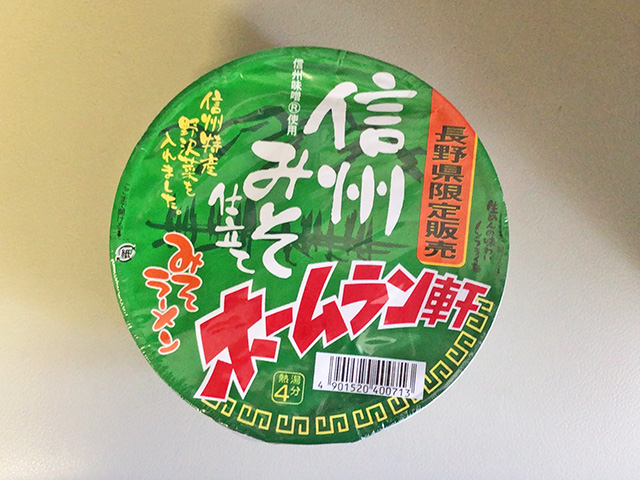 長野県限定販売
信州
みそ
仕立て
信州味噌®使用
信州特産
野沢菜を
入れました。
ホームラン軒
みそ
ラーメン
熱湯
4分
4 901520 400713
紙